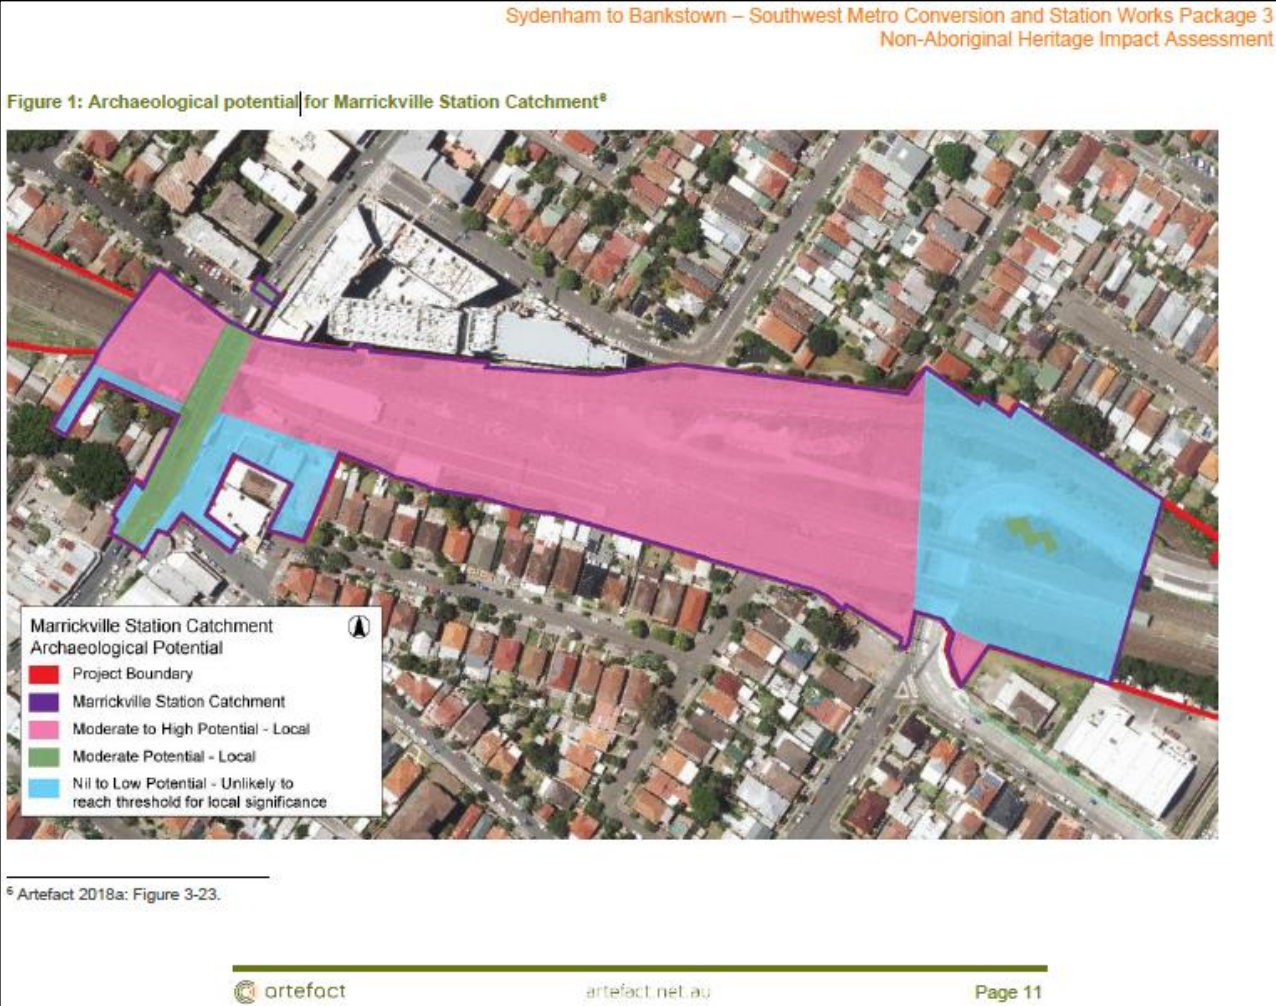 Sydenham to Bankstown – Southwest Metro Conversion and Station Works Package 3
Non-Aboriginal Heritage Impact Assessment
Figure 1: Archaeological potential for Marrickville Station Catchment⁶
Marrickville Station Catchment
Archaeological Potential
Project Boundary
Marrickville Station Catchment
Moderate to High Potential - Local
Moderate Potential - Local
Nil to Low Potential - Unlikely to
reach threshold for local significance
⁶ Artefact 2018a: Figure 3-23.
artefact
artefact.net.au
Page 11